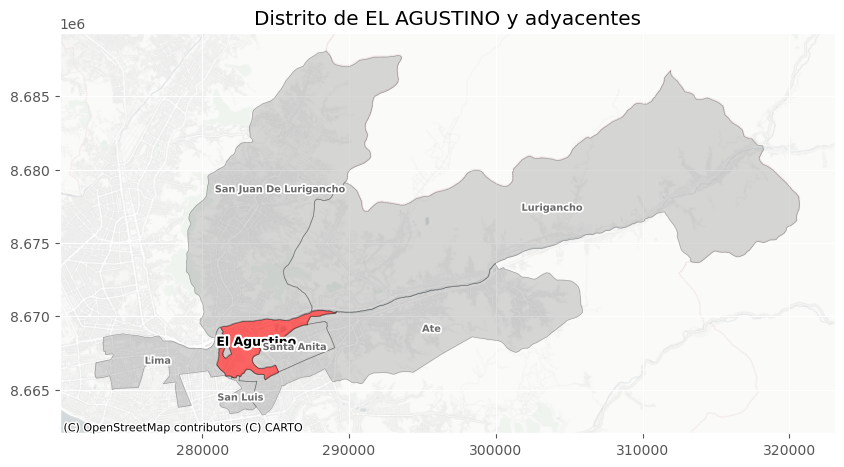 Distrito de EL AGUSTINO y adyacentes
1e6
8.685
8.680
8.675
8.670
8.665
San Juan De Lurigancho
Lurigancho
Ate
El Agustino
Santa Anita
Lima
San Luis
(C) OpenStreetMap contributors (C) CARTO
280000 290000 300000 310000 320000